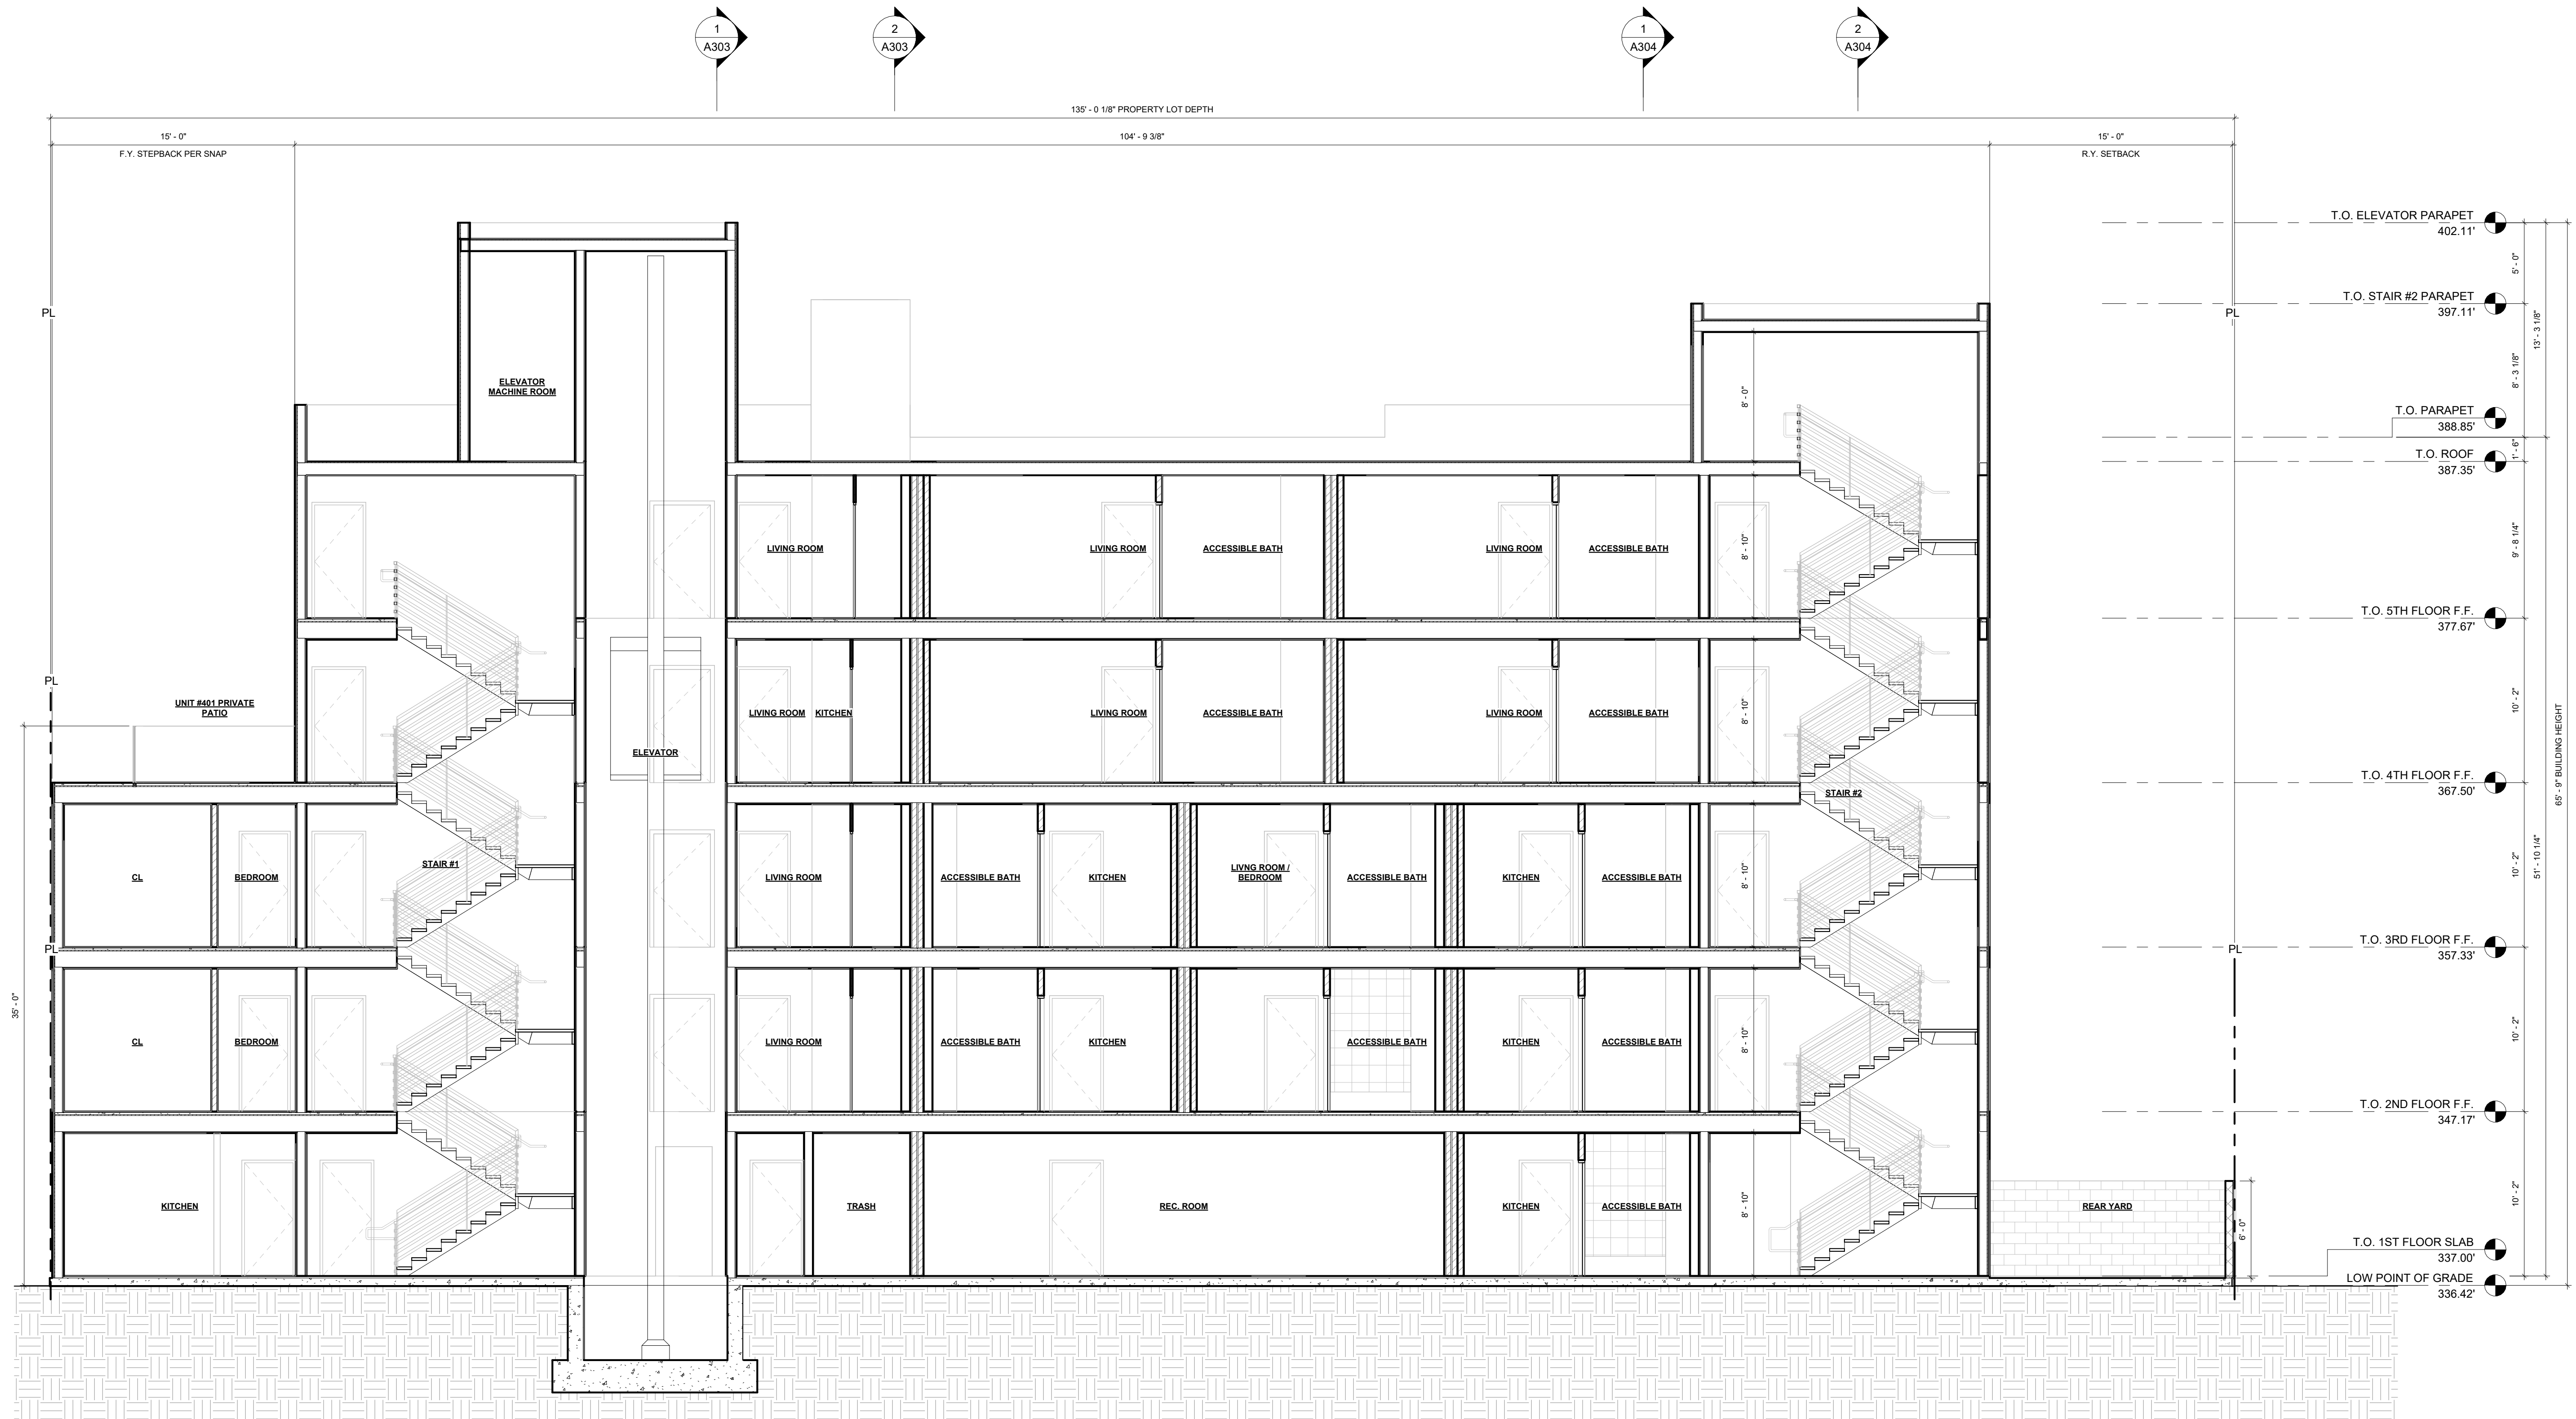 1
A303
2
A303
1
A304
2
A304
135' - 0 1/8" PROPERTY LOT DEPTH
15' - 0"
104' - 9 3/8"
15' - 0"
F.Y. STEPBACK PER SNAP
R.Y. SETBACK
T.O. ELEVATOR PARAPET
402.11'
5' - 0"
T.O. STAIR #2 PARAPET
397.11'
PL
PL
13' - 3 1/8"
8' - 3 1/8"
ELEVATOR
MACHINE ROOM
8' - 0"
T.O. PARAPET
388.85'
1' - 6"
T.O. ROOF
387.35'
LIVING ROOM
LIVING ROOM
ACCESSIBLE BATH
LIVING ROOM
ACCESSIBLE BATH
8' - 10"
9' - 8 1/4"
T.O. 5TH FLOOR F.F.
377.67'
PL
UNIT #401 PRIVATE
PATIO
LIVING ROOM
KITCHEN
LIVING ROOM
ACCESSIBLE BATH
LIVING ROOM
ACCESSIBLE BATH
8' - 10"
10' - 2"
ELEVATOR
65' - 9" BUILDING HEIGHT
T.O. 4TH FLOOR F.F.
367.50'
STAIR #2
STAIR #1
CL
BEDROOM
LIVING ROOM
ACCESSIBLE BATH
KITCHEN
LIVNG ROOM /
BEDROOM
ACCESSIBLE BATH
KITCHEN
ACCESSIBLE BATH
8' - 10"
10' - 2"
51' - 10 1/4"
PL
PL
T.O. 3RD FLOOR F.F.
357.33'
35' - 0"
CL
BEDROOM
LIVING ROOM
ACCESSIBLE BATH
KITCHEN
ACCESSIBLE BATH
KITCHEN
ACCESSIBLE BATH
8' - 10"
10' - 2"
T.O. 2ND FLOOR F.F.
347.17'
KITCHEN
TRASH
REC. ROOM
KITCHEN
ACCESSIBLE BATH
8' - 10"
REAR YARD
6' - 0"
10' - 2"
T.O. 1ST FLOOR SLAB
337.00'
LOW POINT OF GRADE
336.42'